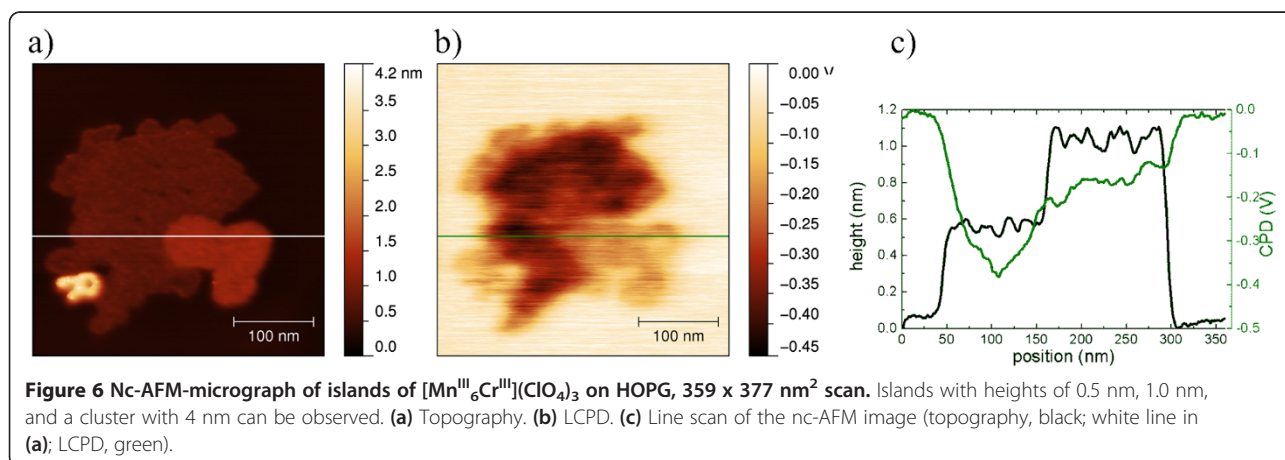 a)
b)
c)
4.2 nm
3.5
3.0
2.5
2.0
1.5
1.0
0.5
0.0
100 nm
0.00 V
−0.05
−0.10
−0.15
−0.20
−0.25
−0.30
−0.35
−0.40
−0.45
100 nm
height (nm)
1.2
1.0
0.8
0.6
0.4
0.2
0.0
0 50 100 150 200 250 300 350
position (nm)
0.0
-0.1
-0.2
-0.3
-0.4
-0.5
CPD (V)
Figure 6 Nc-AFM-micrograph of islands of [Mn^III_6Cr^III](ClO4)3 on HOPG, 359 x 377 nm² scan. Islands with heights of 0.5 nm, 1.0 nm,
and a cluster with 4 nm can be observed. (a) Topography. (b) LCPD. (c) Line scan of the nc-AFM image (topography, black; white line in
(a); LCPD, green).